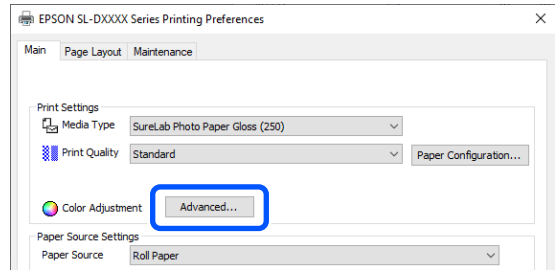 EPSON SL-DXXXX Series Printing Preferences
Main Page Layout Maintenance
Print Settings
Media Type SureLab Photo Paper Gloss (250)
Print Quality Standard Paper Configuration...
Color Adjustment Advanced...
Paper Source Settings
Paper Source Roll Paper